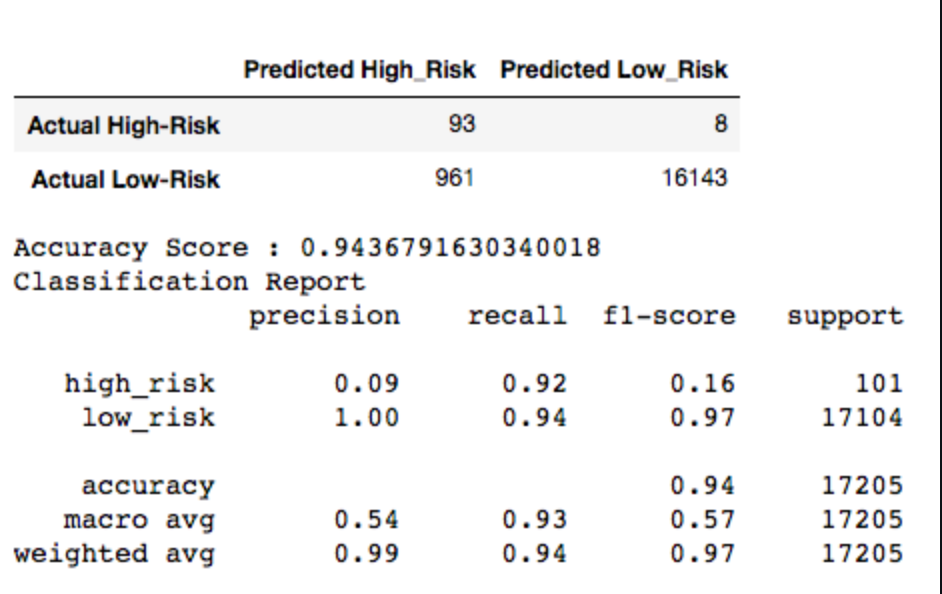 Predicted High_Risk Predicted Low_Risk
Actual High-Risk 93 8
Actual Low-Risk 961 16143
Accuracy Score : 0.9436791630340018
Classification Report
precision recall f1-score support
high_risk 0.09 0.92 0.16 101
low_risk 1.00 0.94 0.97 17104
accuracy 0.94 17205
macro avg 0.54 0.93 0.57 17205
weighted avg 0.99 0.94 0.97 17205